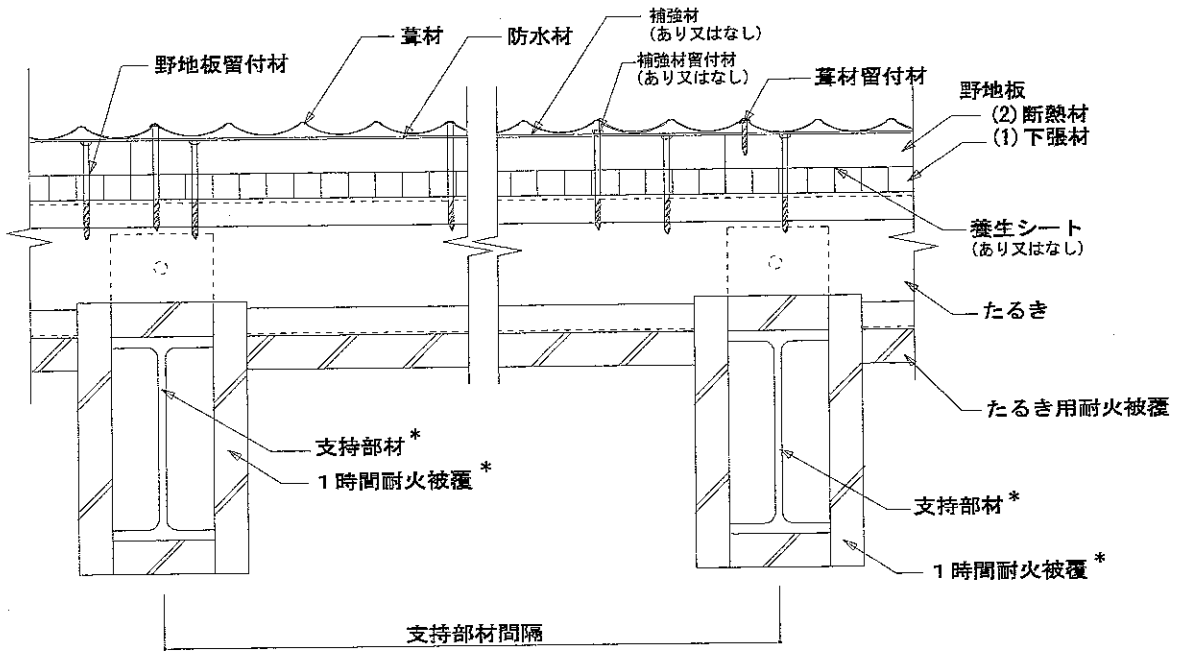 補強材
(あり又はなし)
葺材
防水材
補強材留付材
(あり又はなし)
野地板留付材
葺材留付材
野地板
(2)断熱材
(1)下張材
養生シート
(あり又はなし)
たるき
たるき用耐火被覆
支持部材*
1時間耐火被覆*
支持部材*
1時間耐火被覆*
支持部材間隔